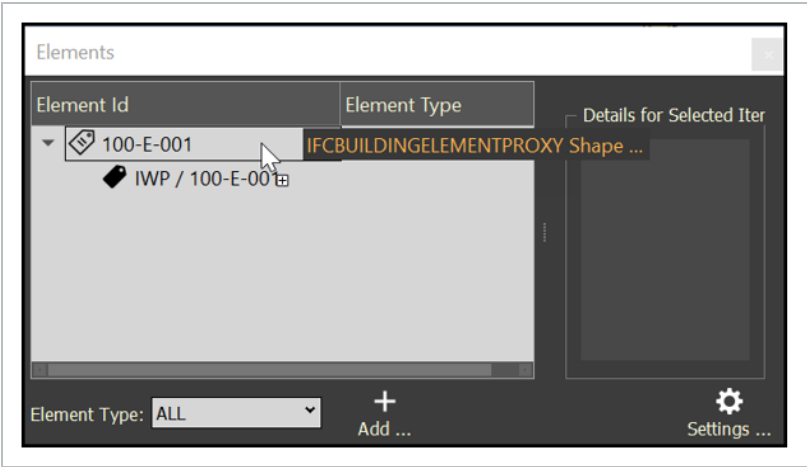 Elements
Element Id Element Type
Details for Selected Iter
100-E-001 IFCBUILDINGELEMENTPROXY Shape ...
IWP / 100-E-001
Element Type: ALL
Add ...
Settings ...